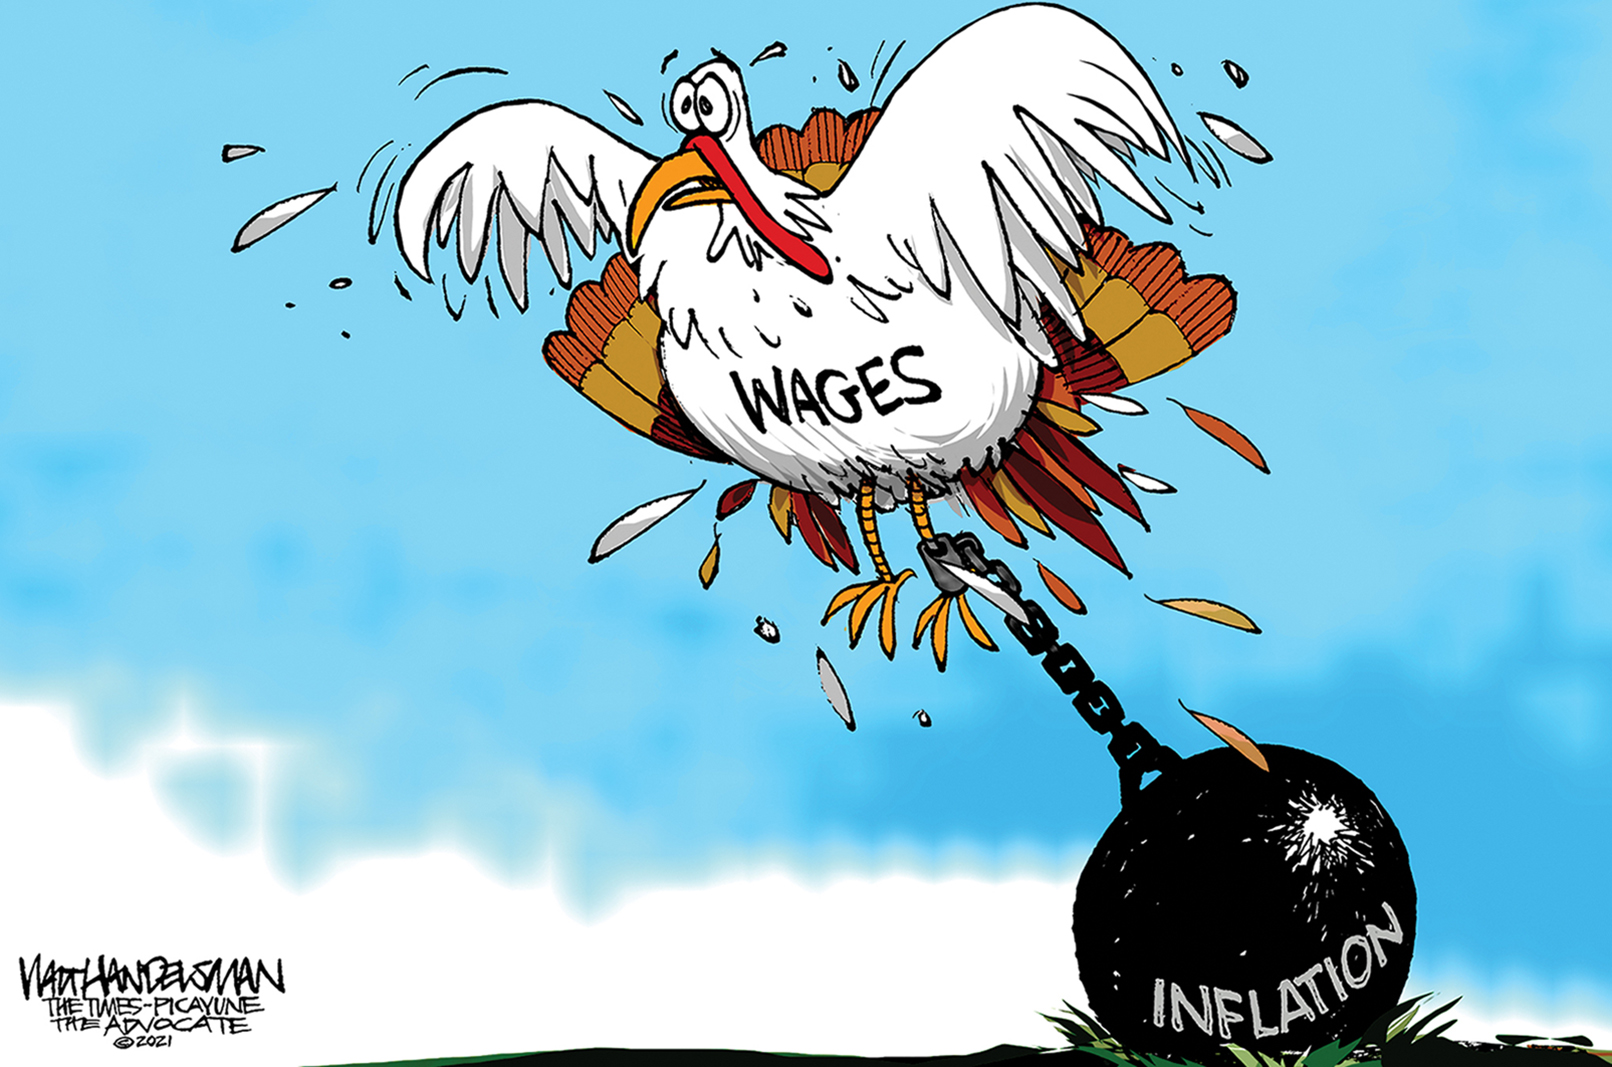 WAGES
INFLATION
WALT HANDELSMAN
THE TIMES-PICAYUNE
THE ADVOCATE
©2021